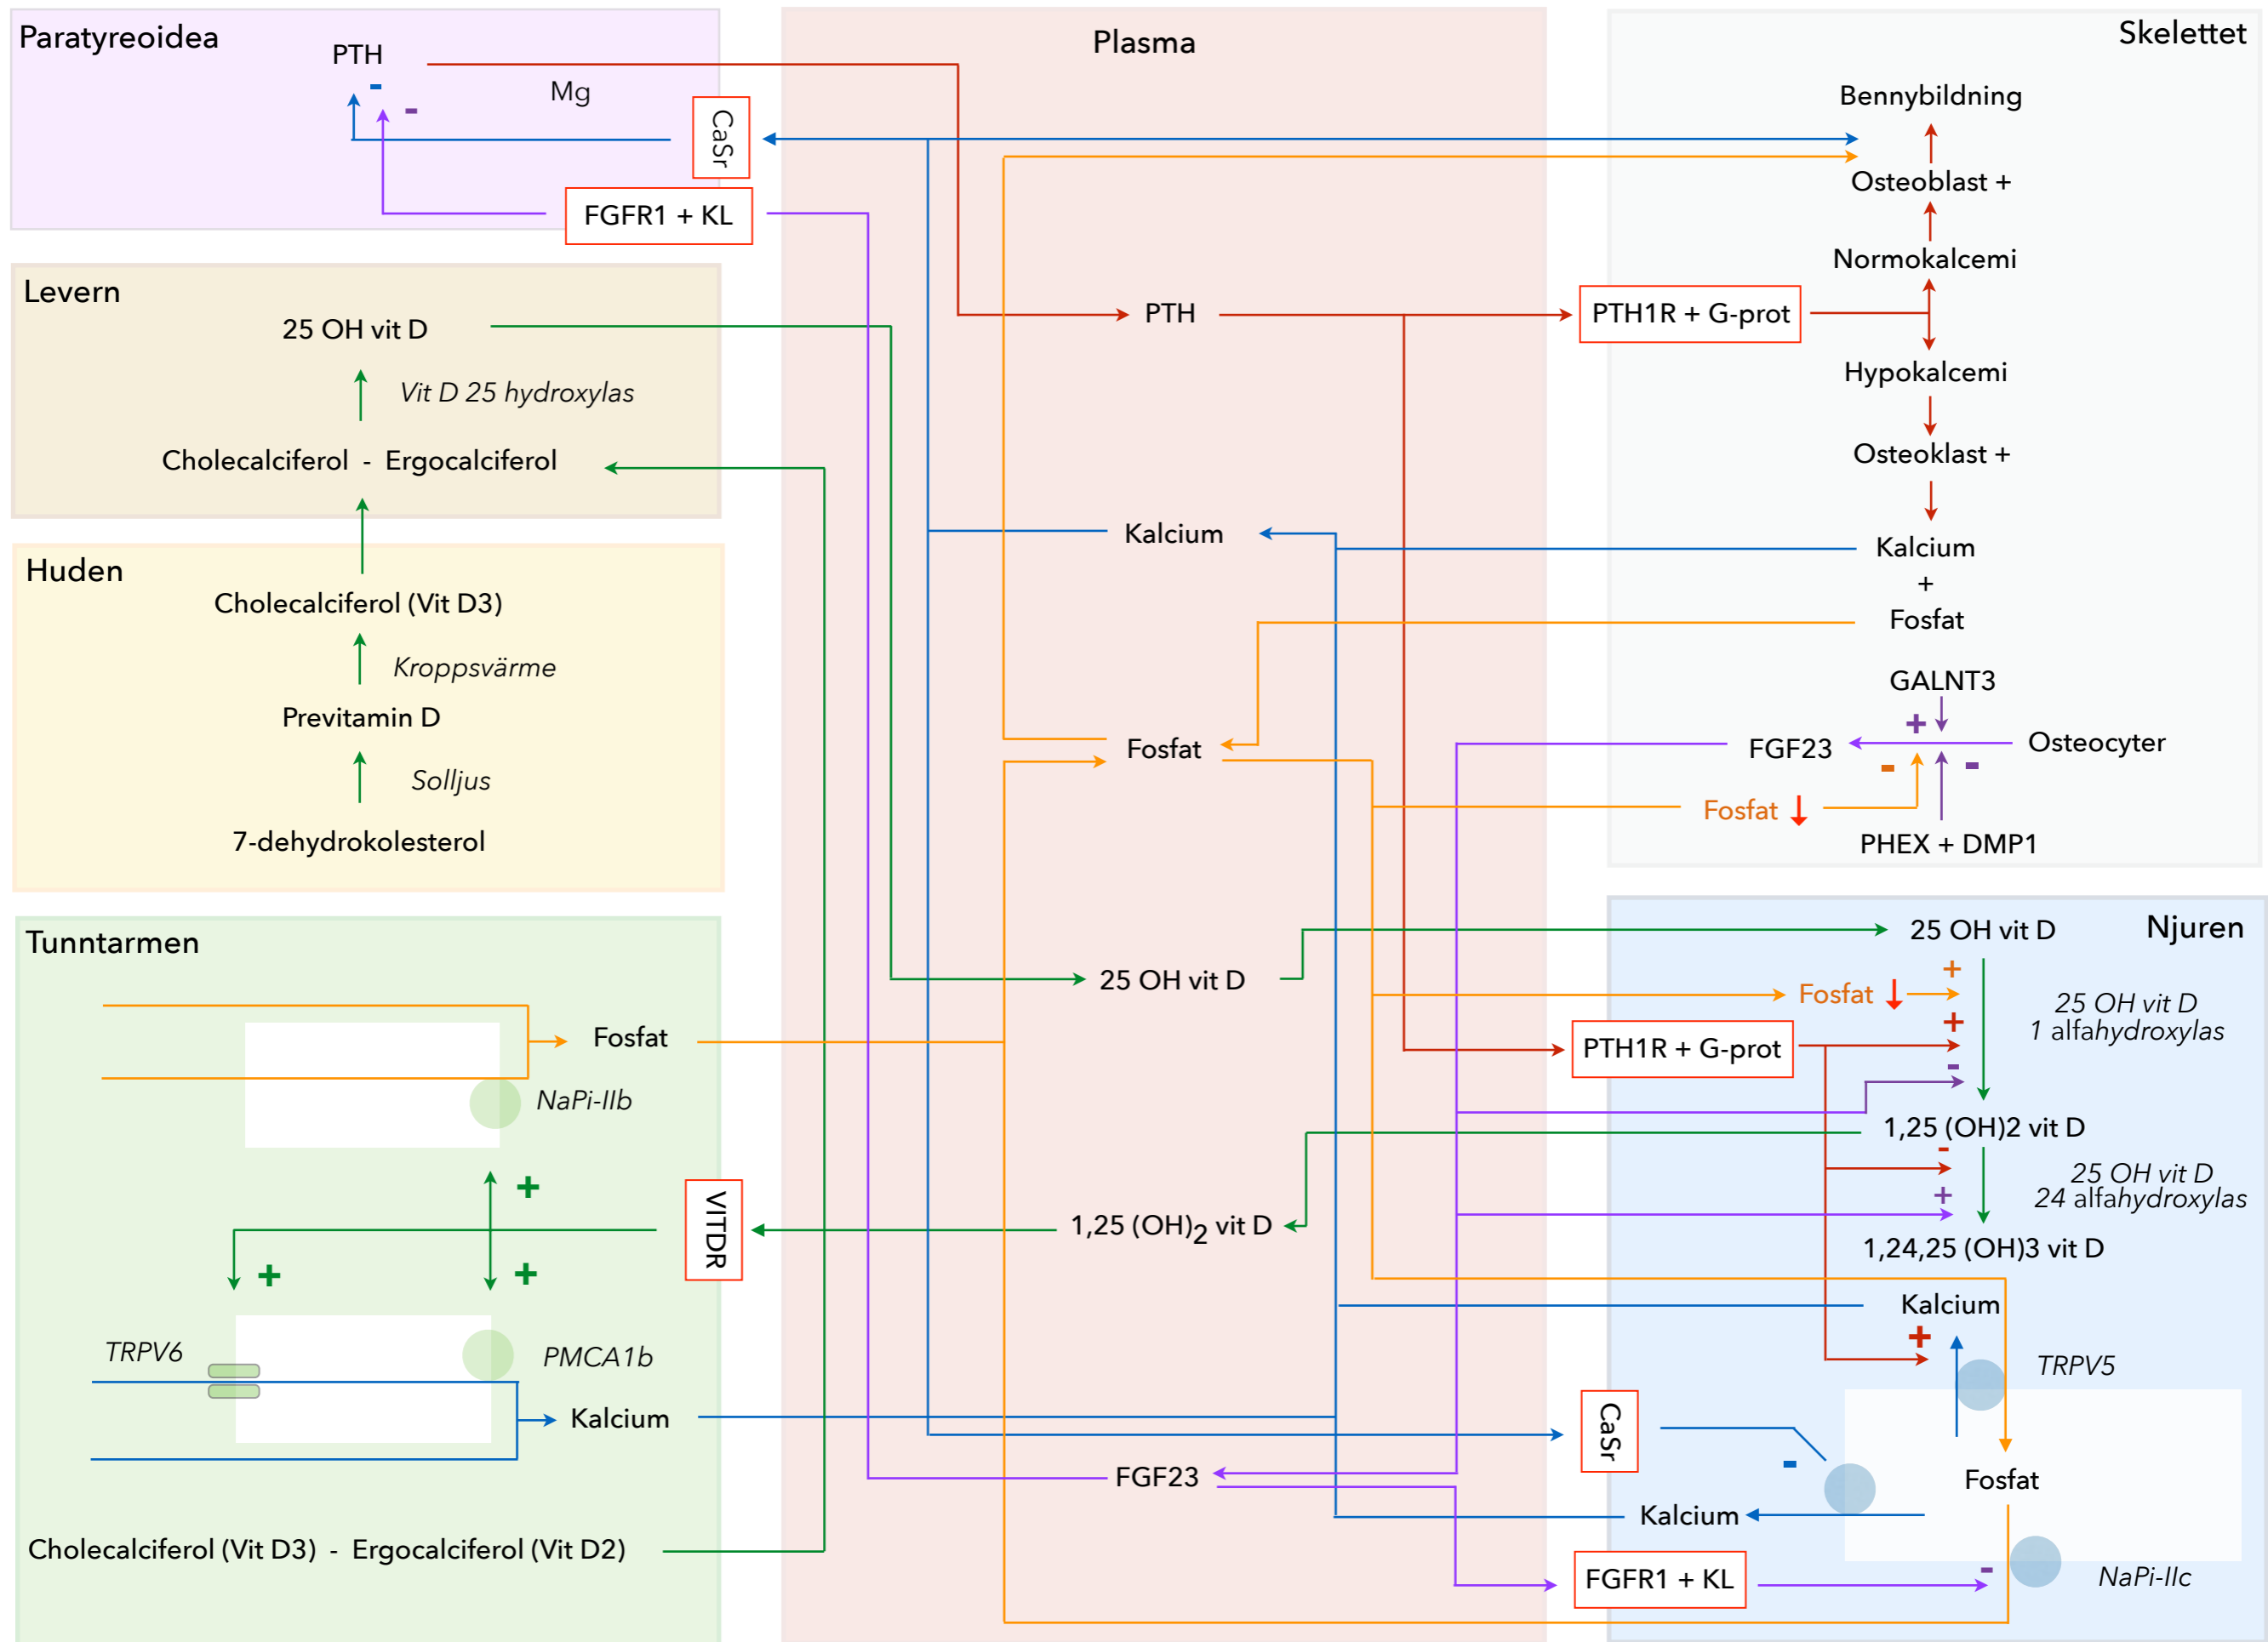 Paratyreoidea
PTH
-
-
Mg
CaSr
FGFR1 + KL
Levern
25 OH vit D
Vit D 25 hydroxylas
Cholecalciferol - Ergocalciferol
Huden
Cholecalciferol (Vit D3)
Kroppsvärme
Previtamin D
Solljus
7-dehydrokolesterol
Tunntarmen
Fosfat
NaPi-IIb
+
VITDR
+
+
TRPV6
PMCA1b
Kalcium
Cholecalciferol (Vit D3) - Ergocalciferol (Vit D2)
Plasma
PTH
Kalcium
Fosfat
25 OH vit D
1,25 (OH)2 vit D
FGF23
Skelettet
Bennybildning
Osteoblast +
Normokalcemi
PTH1R + G-prot
Hypokalcemi
Osteoklast +
Kalcium
+
Fosfat
GALNT3
+
FGF23
Osteocyter
-
-
Fosfat
PHEX + DMP1
Njuren
25 OH vit D
+
Fosfat
25 OH vit D
1 alfahydroxylas
+
PTH1R + G-prot
-
1,25 (OH)2 vit D
-
25 OH vit D
24 alfahydroxylas
+
1,24,25 (OH)3 vit D
Kalcium
+
TRPV5
CaSr
-
Fosfat
Kalcium
FGFR1 + KL
-
NaPi-IIc